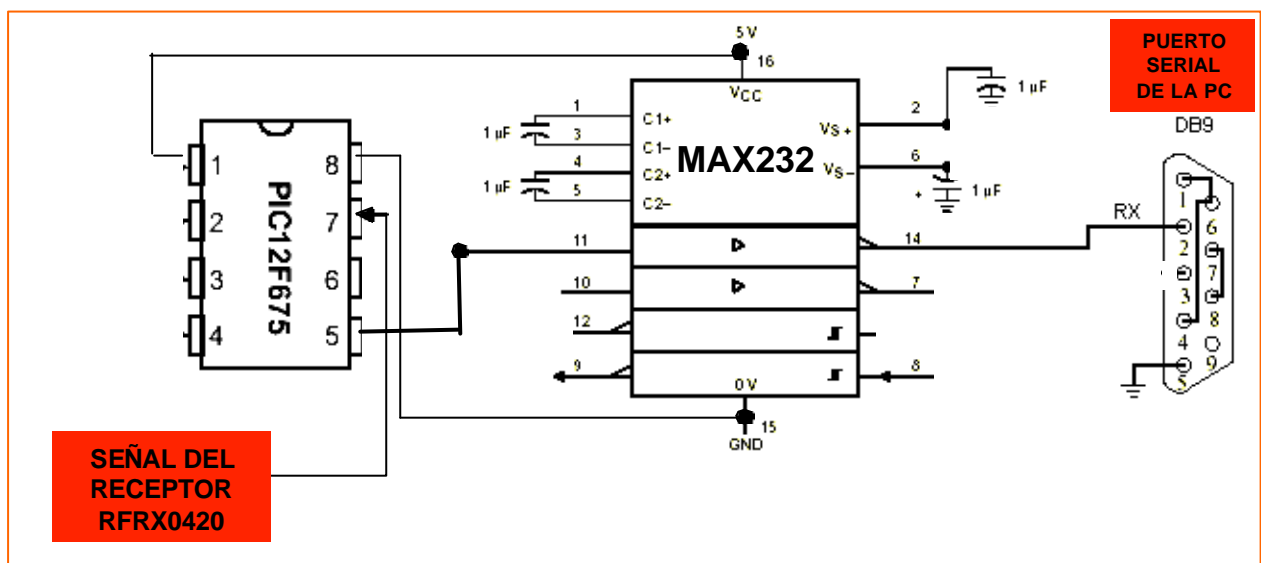 5 V
16
VCC
PUERTO
SERIAL
DE LA PC
DB9
1 µF
2
1
C1+
VS+
1 µF
3
C1–
MAX232
4
C2+
6
VS–
1 µF
5
C2–
+ 1 µF
1
8
2
7
3
6
4
5
PIC12F675
11
14
RX
10
7
12
9
8
0 V
15
GND
1
6
2
7
3
8
4
9
5
SEÑAL DEL
RECEPTOR
RFRX0420